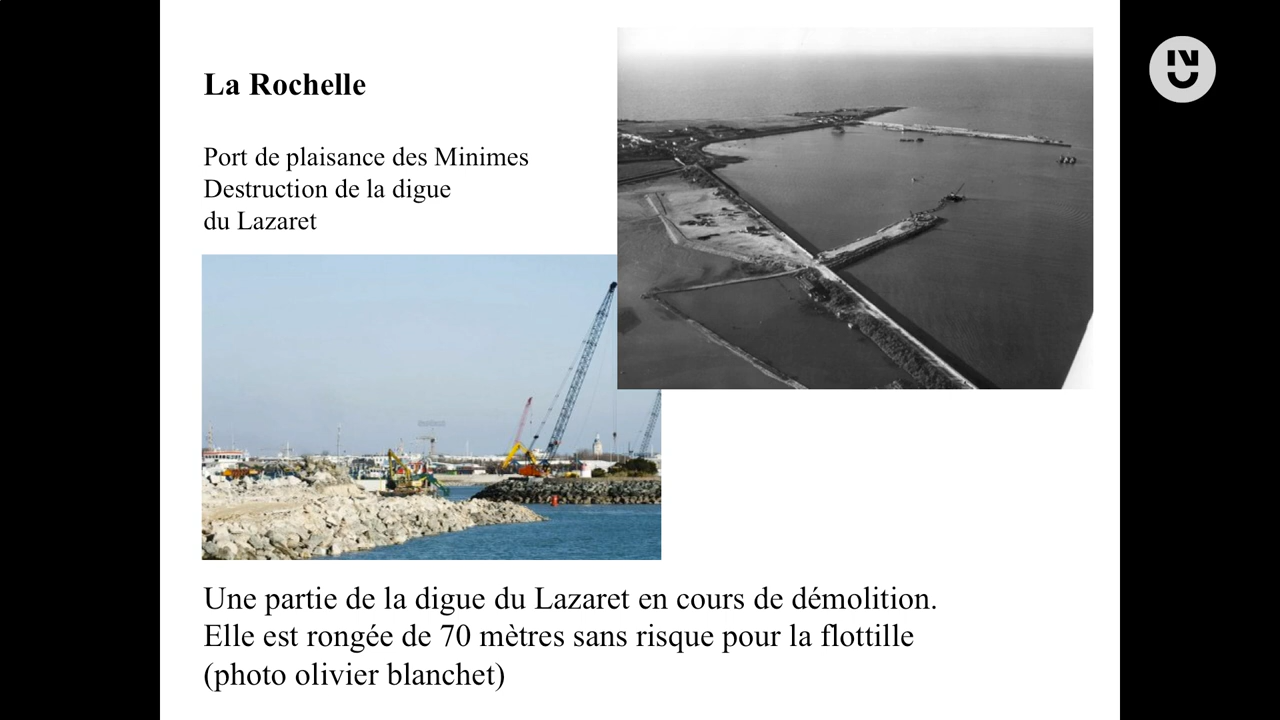 La Rochelle
Port de plaisance des Minimes
Destruction de la digue
du Lazaret
Une partie de la digue du Lazaret en cours de démolition.
Elle est rongée de 70 mètres sans risque pour la flottille
(photo olivier blanchet)